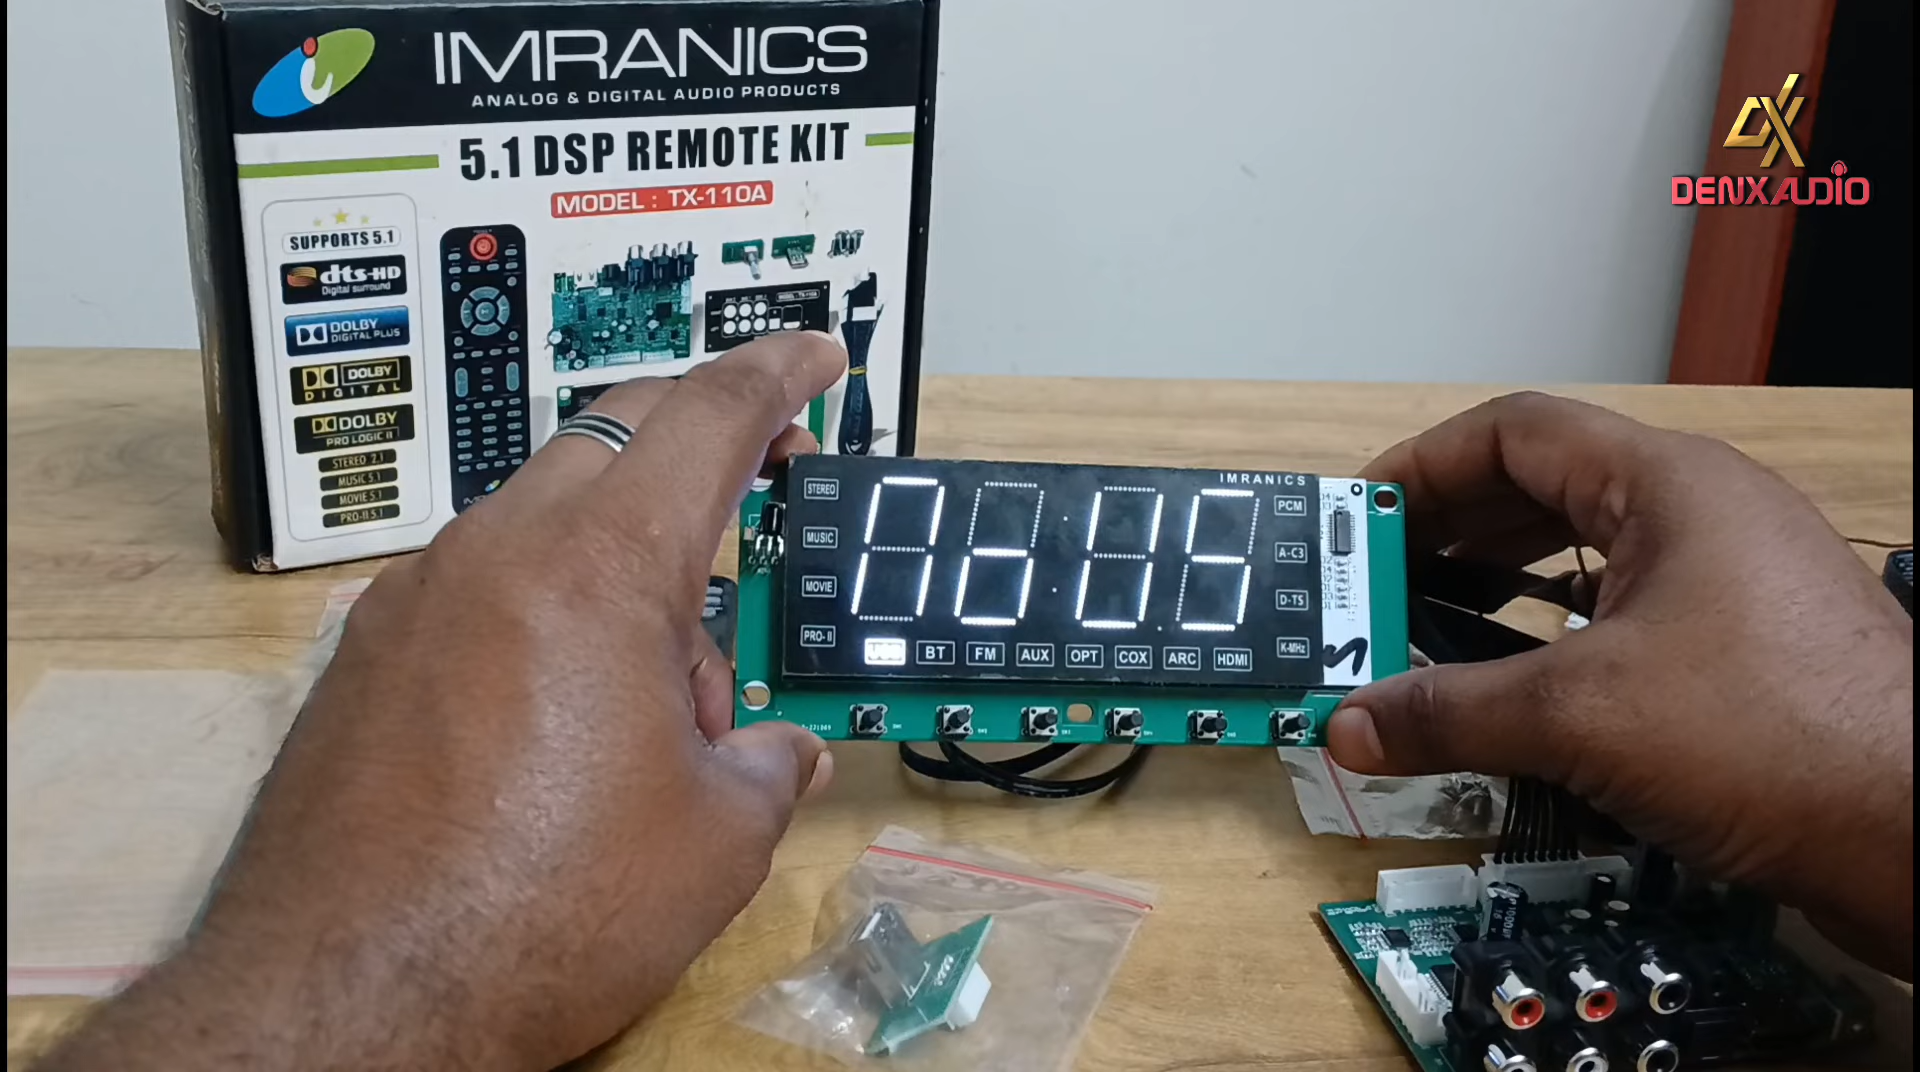 IMRANICS
ANALOG & DIGITAL AUDIO PRODUCTS
5.1 DSP REMOTE KIT
MODEL : TX-110A
SUPPORTS 5.1
dts-HD
Digital surround
DOLBY
DIGITAL PLUS
DOLBY
DIGITAL
DOLBY
PRO LOGIC II
STEREO 2.1
MUSIC 5.1
MOVIE 5.1
PRO-II 5.1
DENX AUDIO
IMRANICS
STEREO
MUSIC
MOVIE
PRO-II
PCM
A-C3
D-TS
K-MHz
USB
BT
FM
AUX
OPT
COX
ARC
HDMI